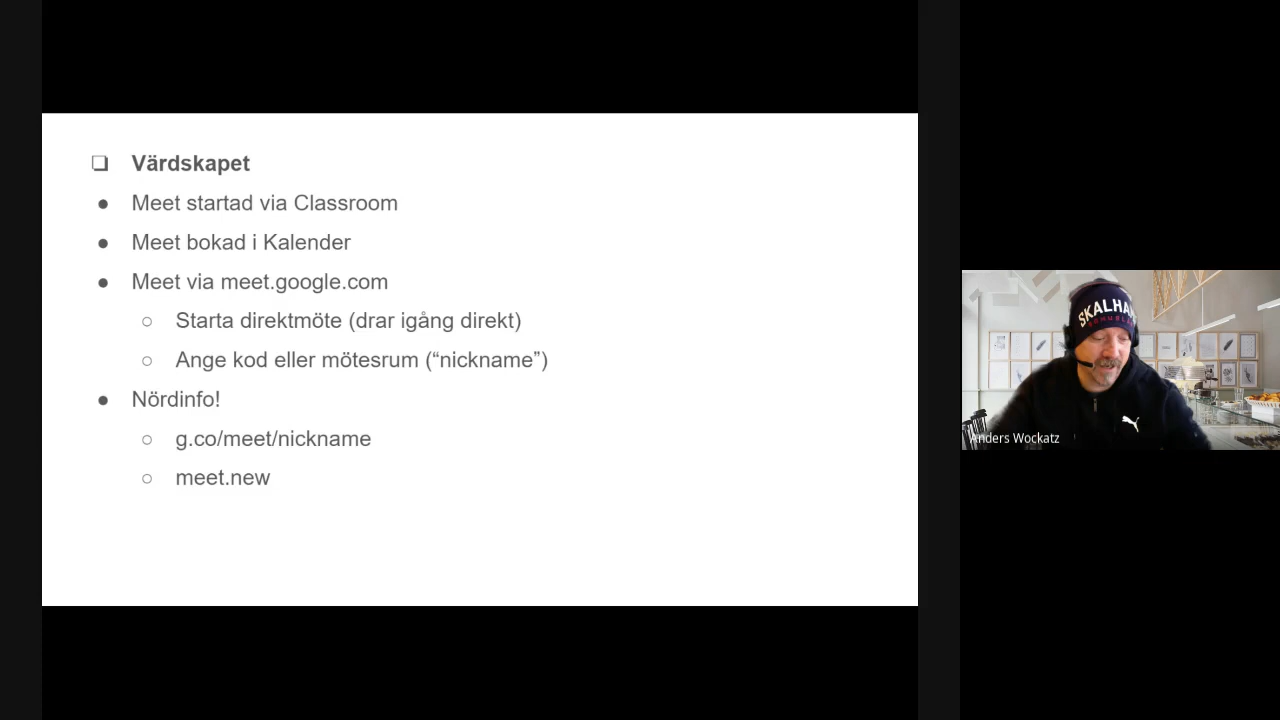 ❏ Värdskapet
● Meet startad via Classroom
● Meet bokad i Kalender
● Meet via meet.google.com
○ Starta direktmöte (drar igång direkt)
○ Ange kod eller mötesrum (“nickname”)
● Nördinfo!
○ g.co/meet/nickname
○ meet.new
Anders Wockatz